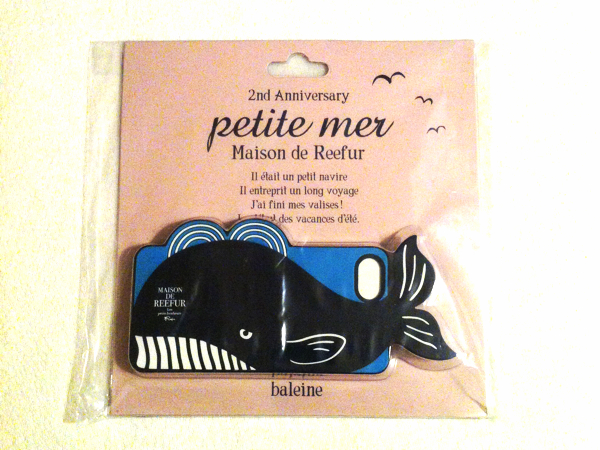 2nd Anniversary
petite mer
Maison de Reefur
Il était un petit navire
Il entreprit un long voyage
J'ai fini mes valises!
des vacances d'été.
MAISON
DE
REEFUR
baleine